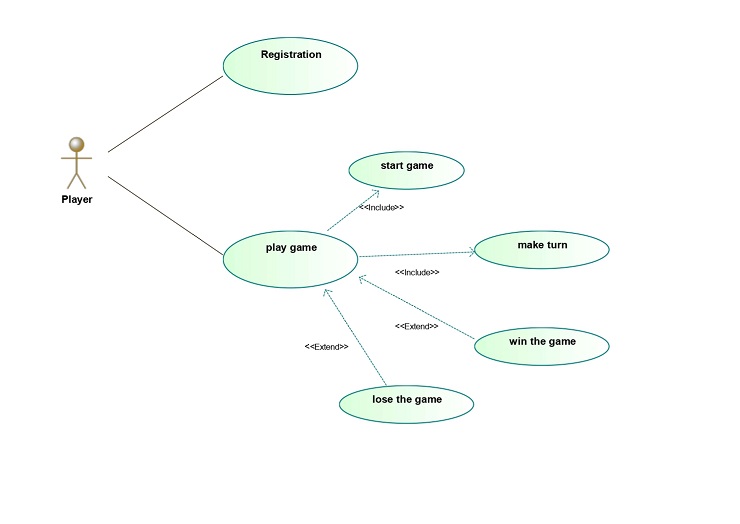 Registration
start game
<<Include>>
Player
play game
make turn
<<Include>>
<<Extend>>
win the game
<<Extend>>
lose the game